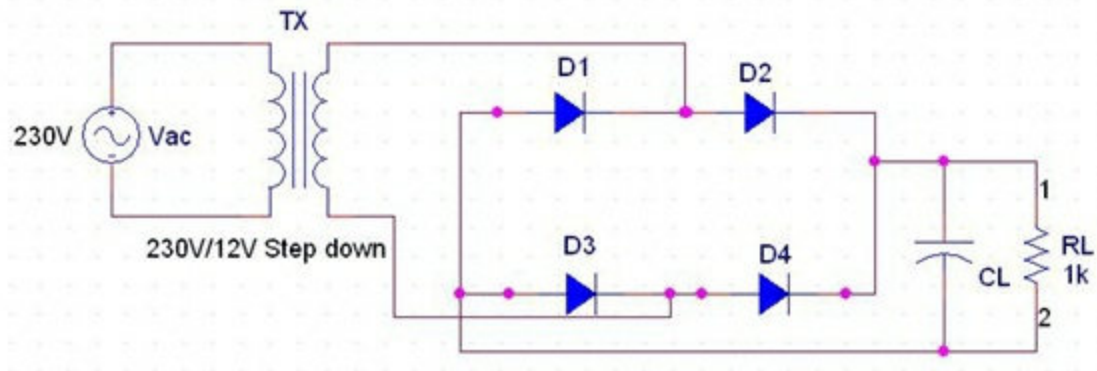 TX
D1
D2
230V
Vac
1
230V/12V Step down
D3
D4
RL
CL
1k
2